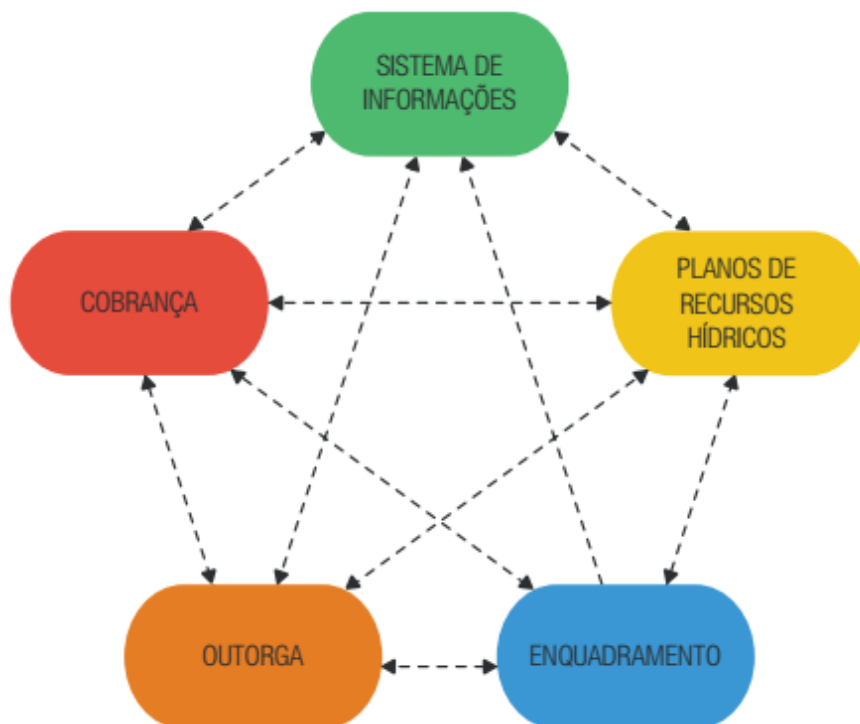 SISTEMA DE
INFORMAÇÕES
COBRANÇA
PLANOS DE
RECURSOS
HÍDRICOS
OUTORGA
ENQUADRAMENTO